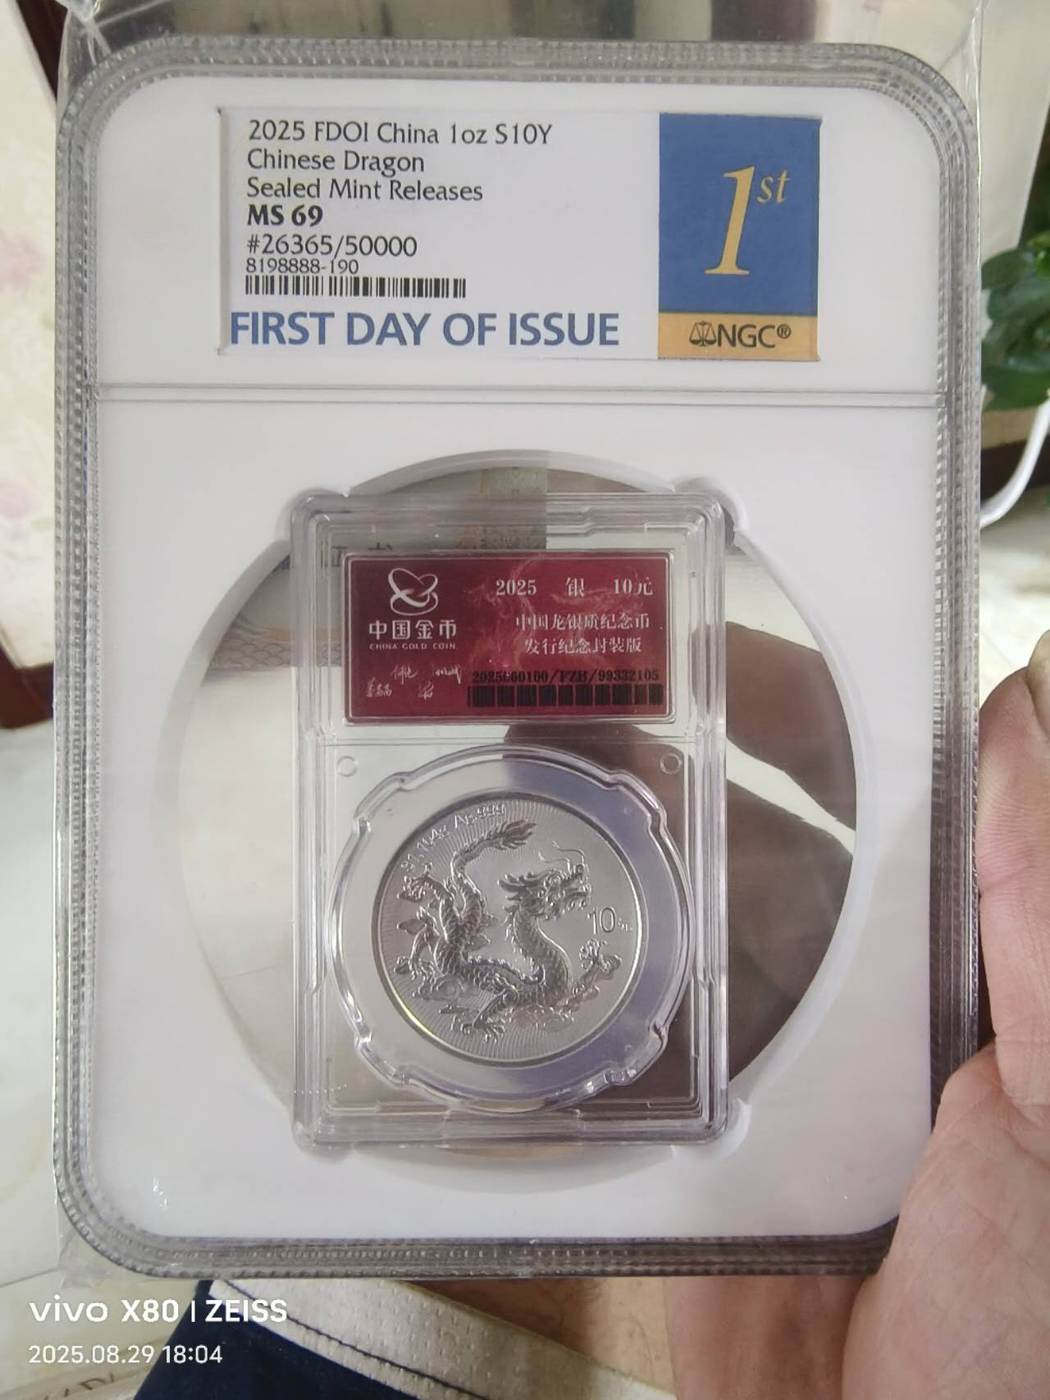 2025 FDOI China 1oz S10Y
Chinese Dragon
Sealed Mint Releases
MS 69
#26365/50000
8198888-190
FIRST DAY OF ISSUE
1st
NGC®
2025 银 10元
中国金币
CHINA GOLD COIN
中国龙银质纪念币
发行纪念封装版
2025660100/FZB/99332105
10元
vivo X80 | ZEISS
2025.08.29 18:04